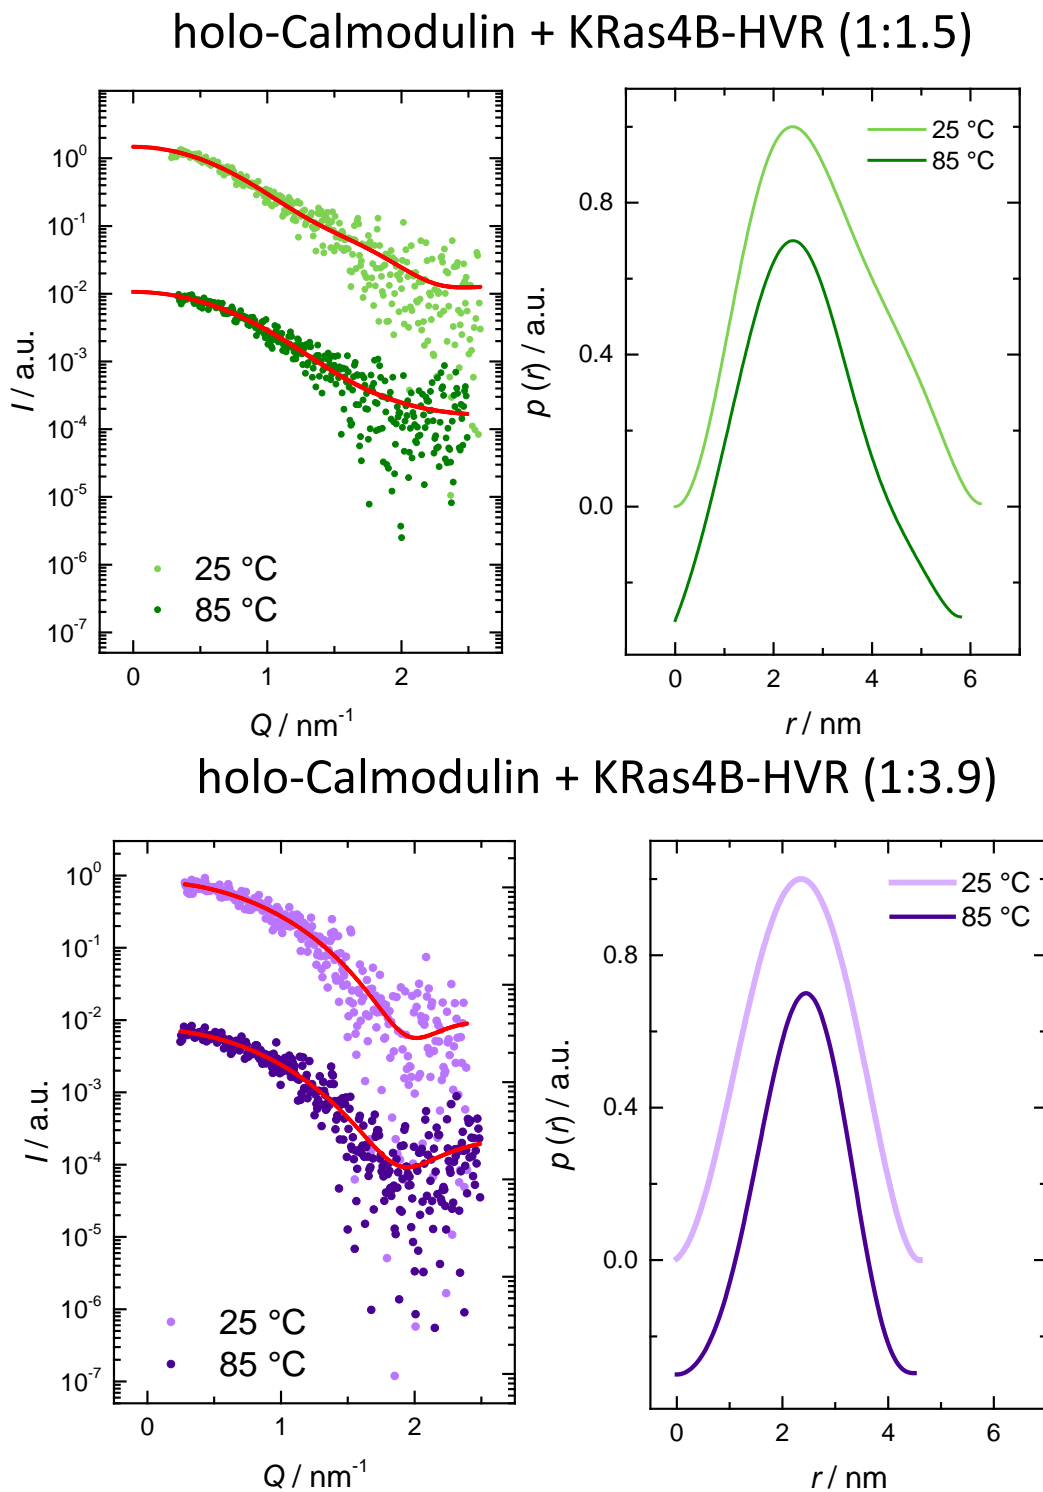 holo-Calmodulin + KRas4B-HVR (1:1.5)
10^0
10^-1
10^-2
10^-3
10^-4
10^-5
10^-6
10^-7
I / a.u.
25 °C
85 °C
0 1 2
Q / nm^-1
0.8
0.4
0.0
p (r) / a.u.
25 °C
85 °C
0 2 4 6
r / nm
holo-Calmodulin + KRas4B-HVR (1:3.9)
10^0
10^-1
10^-2
10^-3
10^-4
10^-5
10^-6
10^-7
I / a.u.
25 °C
85 °C
0 1 2
Q / nm^-1
0.8
0.4
0.0
p (r) / a.u.
25 °C
85 °C
0 2 4 6
r / nm